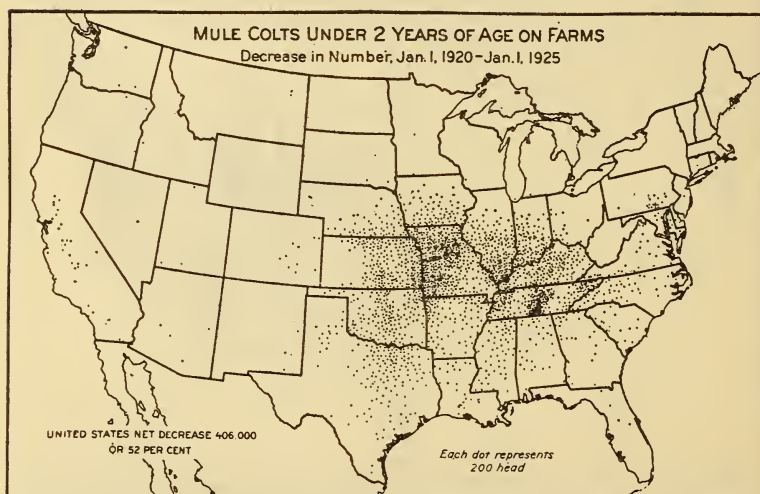 MULE COLTS UNDER 2 YEARS OF AGE ON FARMS
Decrease in Number, Jan. 1, 1920-Jan. 1, 1925
UNITED STATES NET DECREASE 406,000
OR 52 PER CENT
Each dot represents
200 head